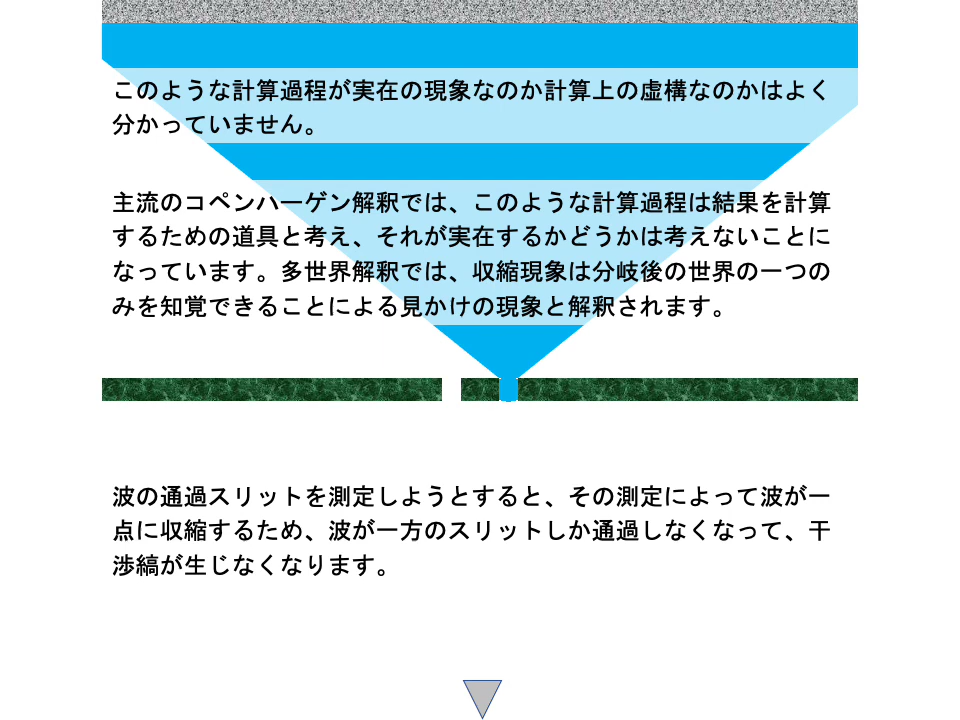 このような計算過程が実在の現象なのか計算上の虚構なのかはよく
分かっていません。
主流のコペンハーゲン解釈では、このような計算過程は結果を計算
するための道具と考え、それが実在するかどうかは考えないことに
なっています。多世界解釈では、収縮現象は分岐後の世界の一つの
みを知覚できることによる見かけの現象と解釈されます。
波の通過スリットを測定しようとすると、その測定によって波が一
点に収縮するため、波が一方のスリットしか通過しなくなって、干
渉縞が生じなくなります。